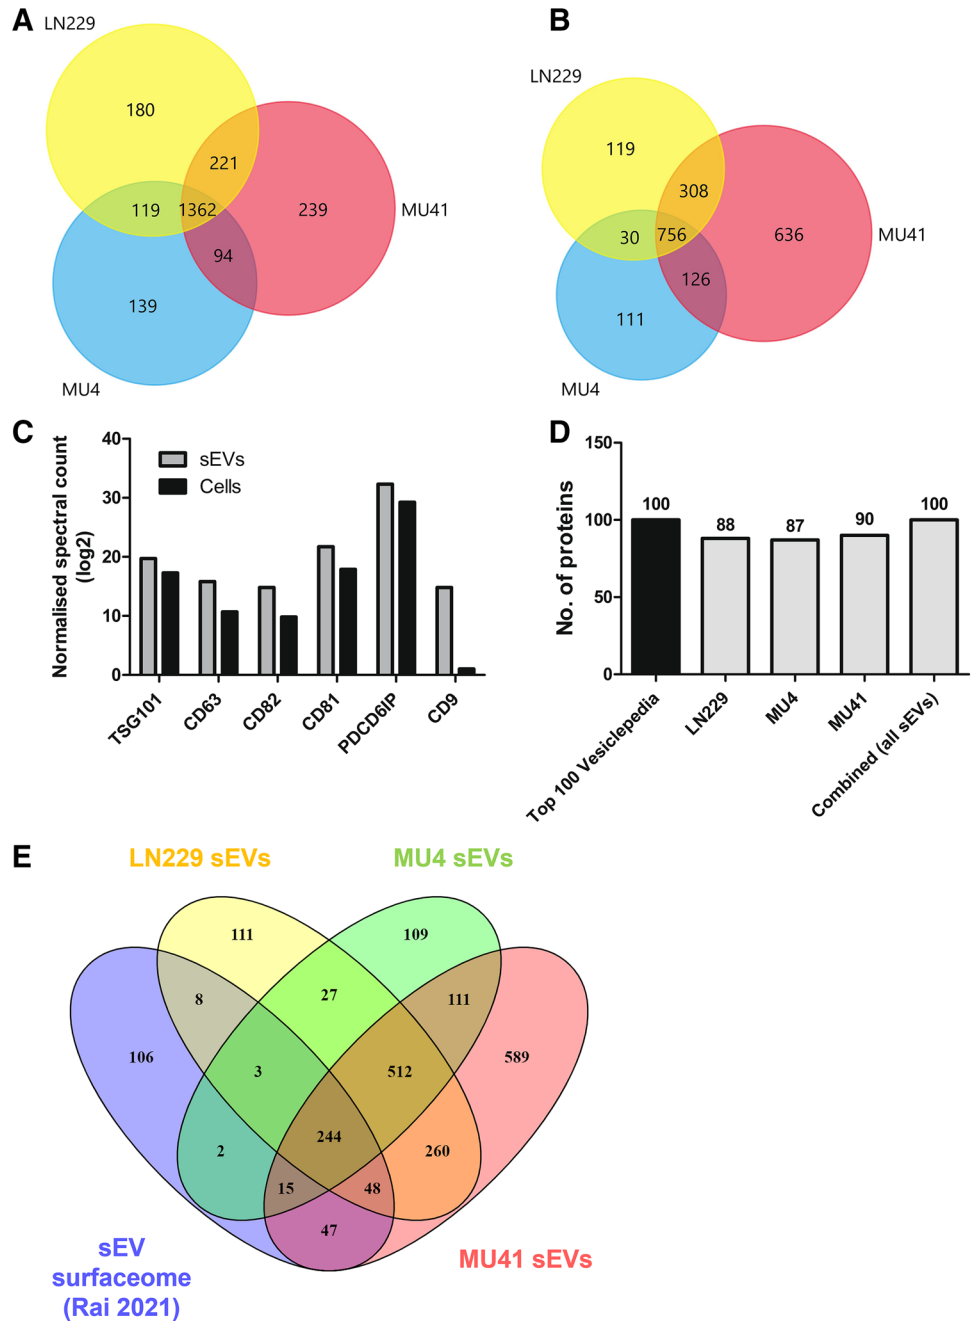 A
LN229
180
221
119
1362
239
MU41
94
139
MU4
B
LN229
119
308
30
756
636
MU41
126
111
MU4
C
Normalised spectral count
(log2)
40
30
20
10
0
sEVs
Cells
TSG101
CD63
CD82
CD81
PDCD6IP
CD9
D
No. of proteins
150
100
50
0
100
88
87
90
100
Top 100 Vesiclepedia
LN229
MU4
MU41
Combined (all sEVs)
E
LN229 sEVs
MU4 sEVs
111
109
8
27
111
106
3
512
589
2
244
260
15
48
47
sEV
surfaceome
(Rai 2021)
MU41 sEVs